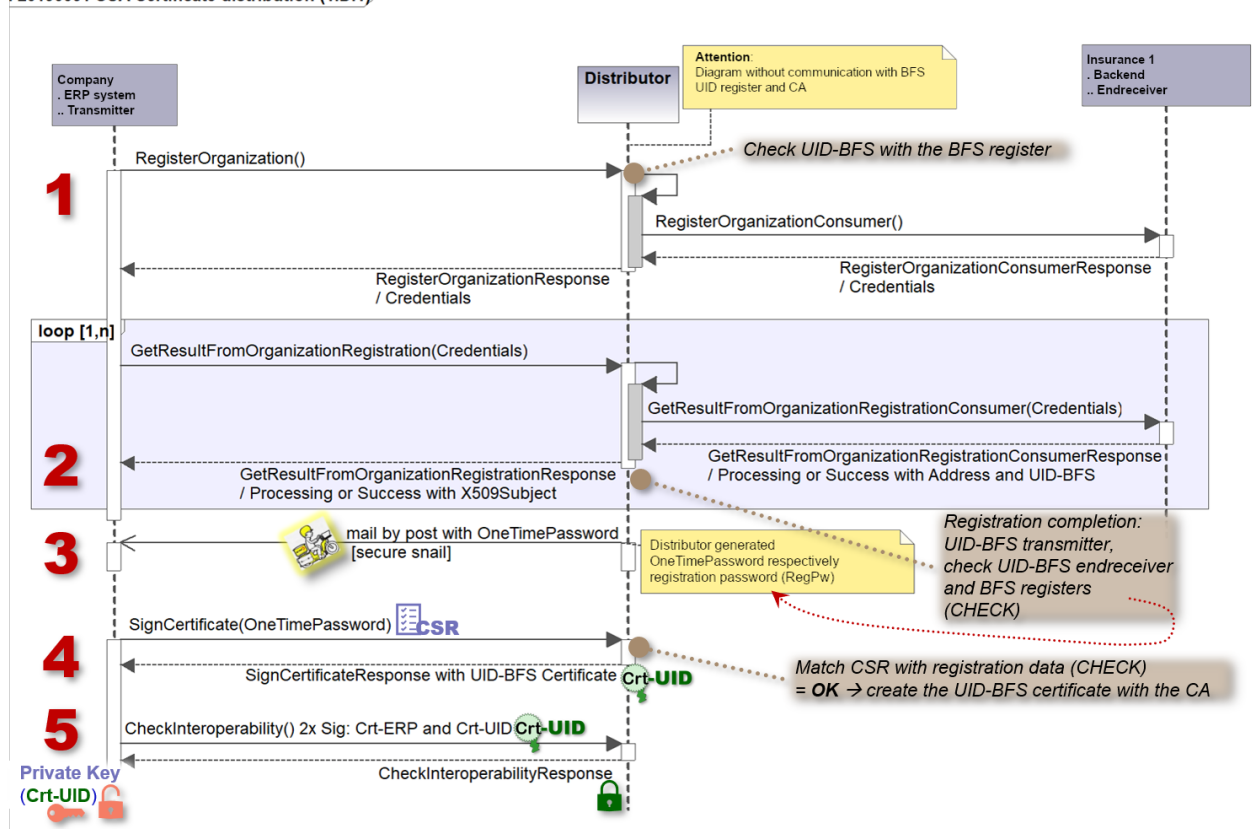 Company
. ERP system
.. Transmitter
Distributor
Attention:
Diagram without communication with BFS
UID register and CA
Insurance 1
. Backend
.. Endreceiver
Check UID-BFS with the BFS register
1
RegisterOrganization()
RegisterOrganizationConsumer()
RegisterOrganizationConsumerResponse
/ Credentials
RegisterOrganizationResponse
/ Credentials
loop [1,n]
GetResultFromOrganizationRegistration(Credentials)
GetResultFromOrganizationRegistrationConsumer(Credentials)
2
GetResultFromOrganizationRegistrationConsumerResponse
/ Processing or Success with Address and UID-BFS
GetResultFromOrganizationRegistrationResponse
/ Processing or Success with X509Subject
3
mail by post with OneTimePassword
[secure snail]
Distributor generated
OneTimePassword respectively
registration password (RegPw)
Registration completion:
UID-BFS transmitter,
check UID-BFS endreceiver
and BFS registers
(CHECK)
4
SignCertificate(OneTimePassword)
CSR
SignCertificateResponse with UID-BFS Certificate
Crt-UID
Match CSR with registration data (CHECK)
= OK → create the UID-BFS certificate with the CA
5
CheckInteroperability() 2x Sig: Crt-ERP and Crt-UID
Crt-UID
CheckInteroperabilityResponse
Private Key
(Crt-UID)